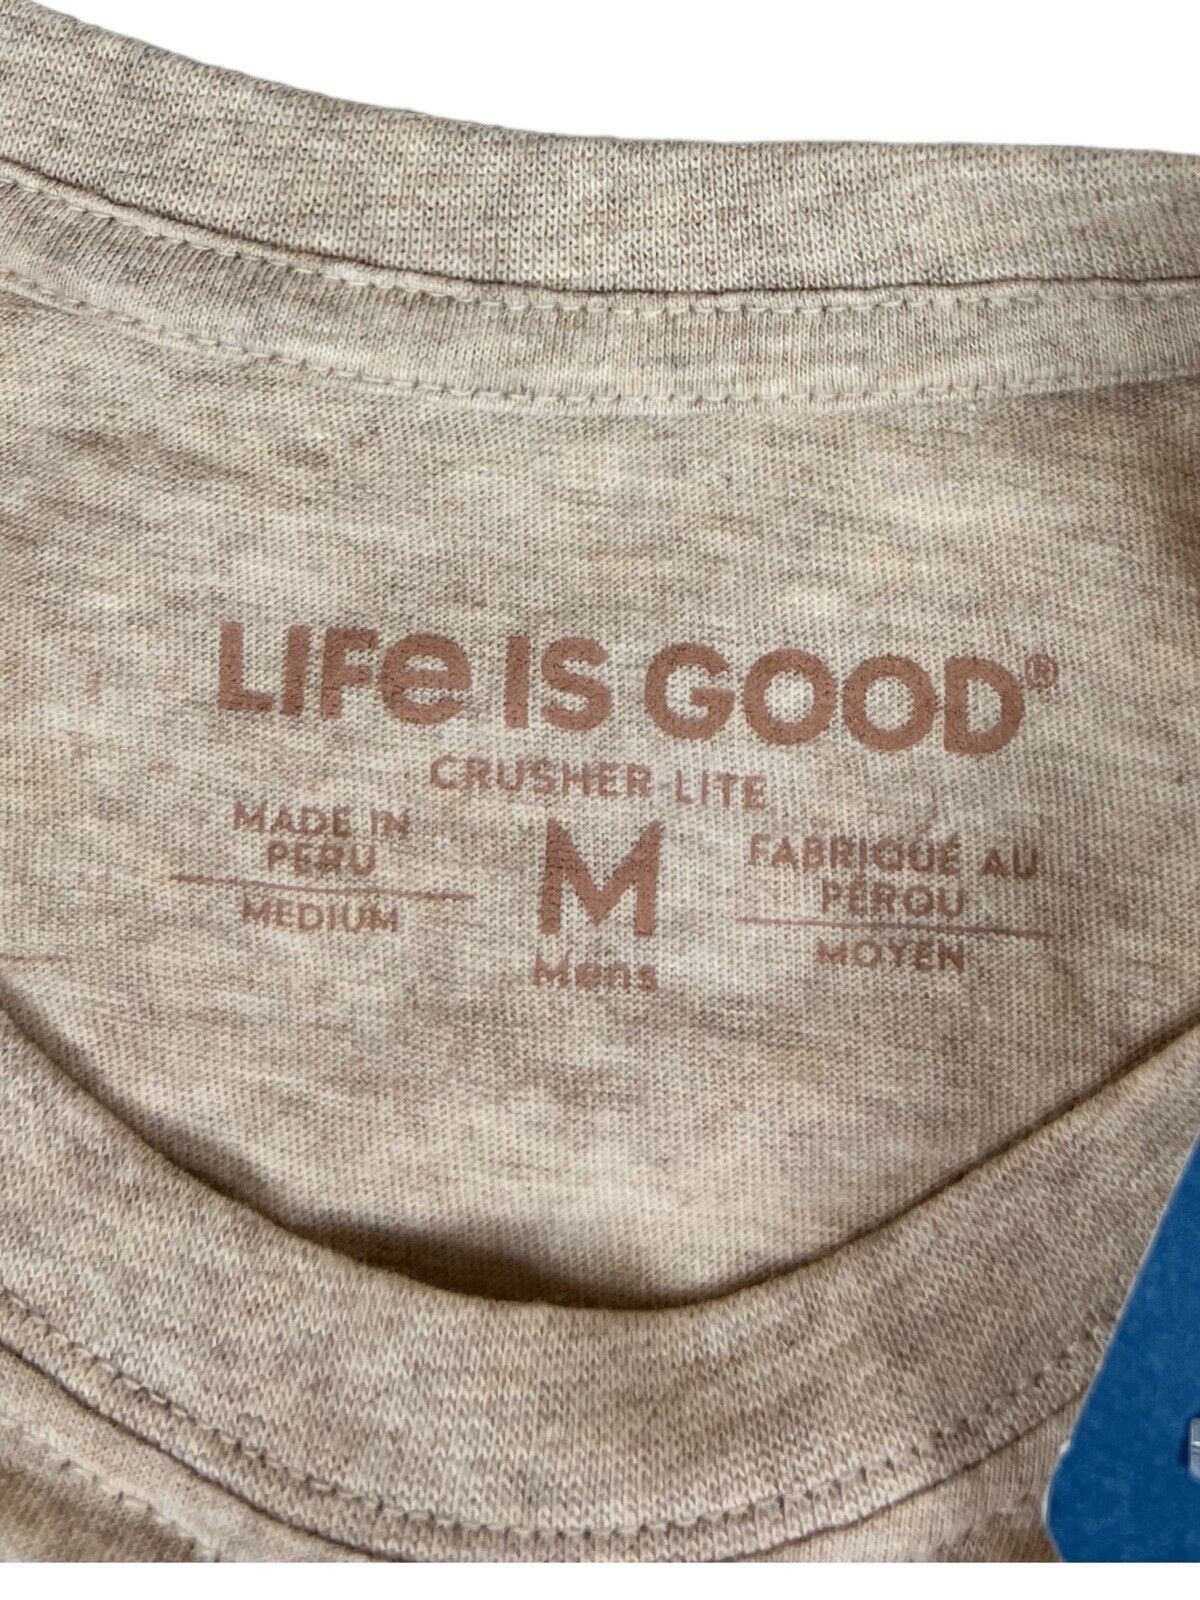 LIFe IS GOOD®
CRUSHER-LITE
MADE IN
PERU
MEDIUM
M
Mens
FABRIQUÉ AU
PÉROU
MOYEN